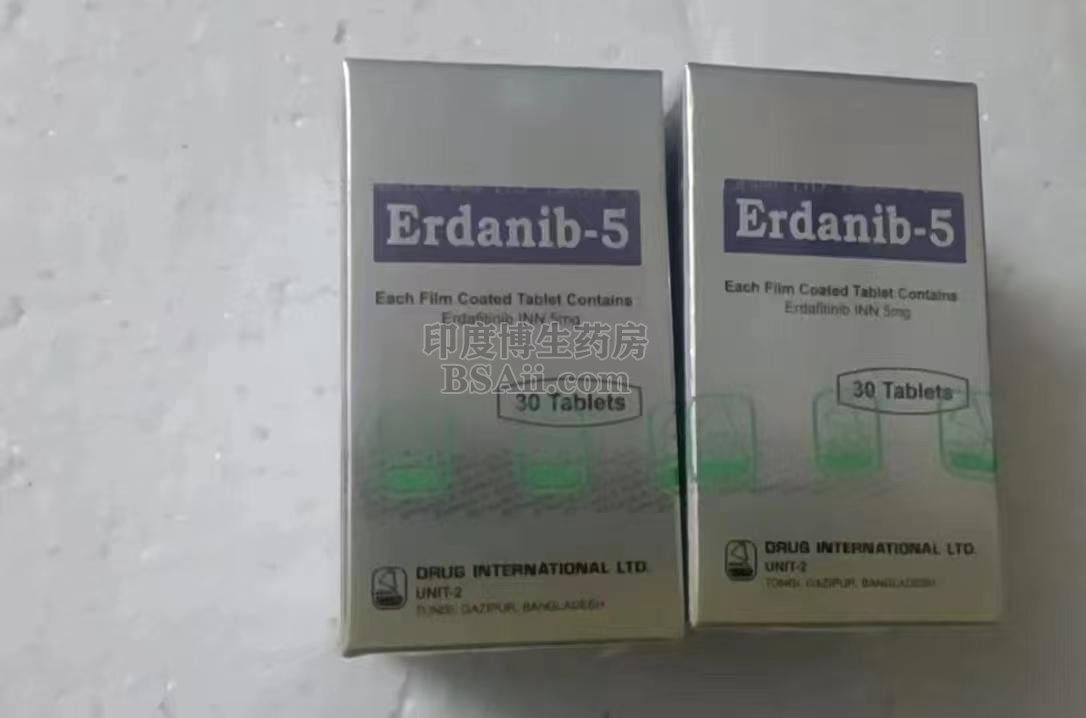 Erdanib-5
Each Film Coated Tablet Contains
Erdafitinib INN 5mg
30 Tablets
DRUG INTERNATIONAL LTD.
UNIT-2
TONGI, GAZIPUR, BANGLADESH
Erdanib-5
Each Film Coated Tablet Contains
Erdafitinib INN 5mg
30 Tablets
DRUG INTERNATIONAL LTD.
UNIT-2
TONGI, GAZIPUR, BANGLADESH
印度博生药房
BSAii.com